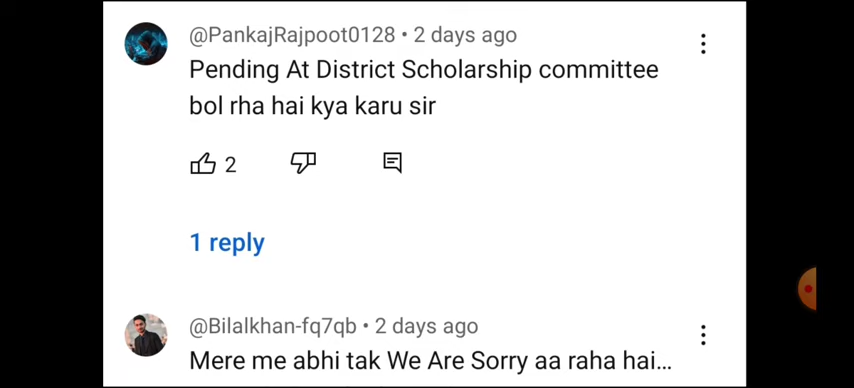 @PankajRajpoot0128 • 2 days ago
Pending At District Scholarship committee
bol rha hai kya karu sir
2
1 reply
@Bilalkhan-fq7qb • 2 days ago
Mere me abhi tak We Are Sorry aa raha hai...